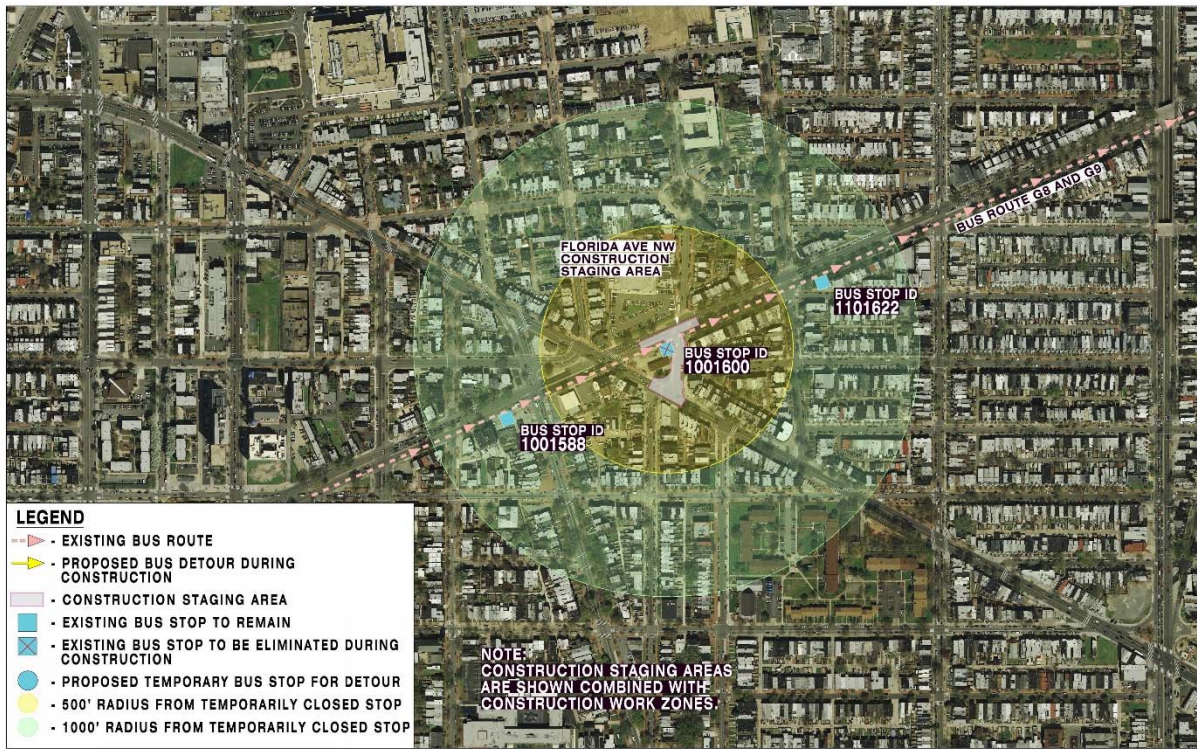 FLORIDA AVE NW
CONSTRUCTION
STAGING AREA
BUS ROUTE G8 AND G9
BUS STOP ID
1101622
BUS STOP ID
1001600
BUS STOP ID
1001588
LEGEND
- EXISTING BUS ROUTE
- PROPOSED BUS DETOUR DURING
CONSTRUCTION
- CONSTRUCTION STAGING AREA
- EXISTING BUS STOP TO REMAIN
- EXISTING BUS STOP TO BE ELIMINATED DURING
CONSTRUCTION
- PROPOSED TEMPORARY BUS STOP FOR DETOUR
- 500' RADIUS FROM TEMPORARILY CLOSED STOP
- 1000' RADIUS FROM TEMPORARILY CLOSED STOP
NOTE:
CONSTRUCTION STAGING AREAS
ARE SHOWN COMBINED WITH
CONSTRUCTION WORK ZONES.